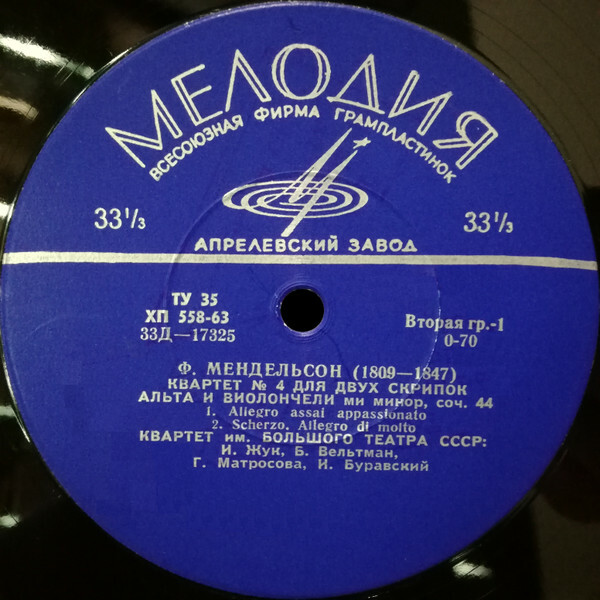 МЕЛОДИЯ
ВСЕСОЮЗНАЯ ФИРМА ГРАМПЛАСТИНОК
33⅓ 33⅓
АПРЕЛЕВСКИЙ ЗАВОД
ТУ 35
ХП 558-63
33Д—17325
Вторая гр.-1
0-70
Ф. МЕНДЕЛЬСОН (1809—1847)
КВАРТЕТ № 4 ДЛЯ ДВУХ СКРИПОК
АЛЬТА И ВИОЛОНЧЕЛИ МИ МИНОР, СОЧ. 44
1. Allegro assai appassionato
2. Scherzo, Allegro di molto
КВАРТЕТ им. БОЛЬШОГО ТЕАТРА СССР:
И. Жук, Б. Вельтман,
Г. Матросова, И. Буравский